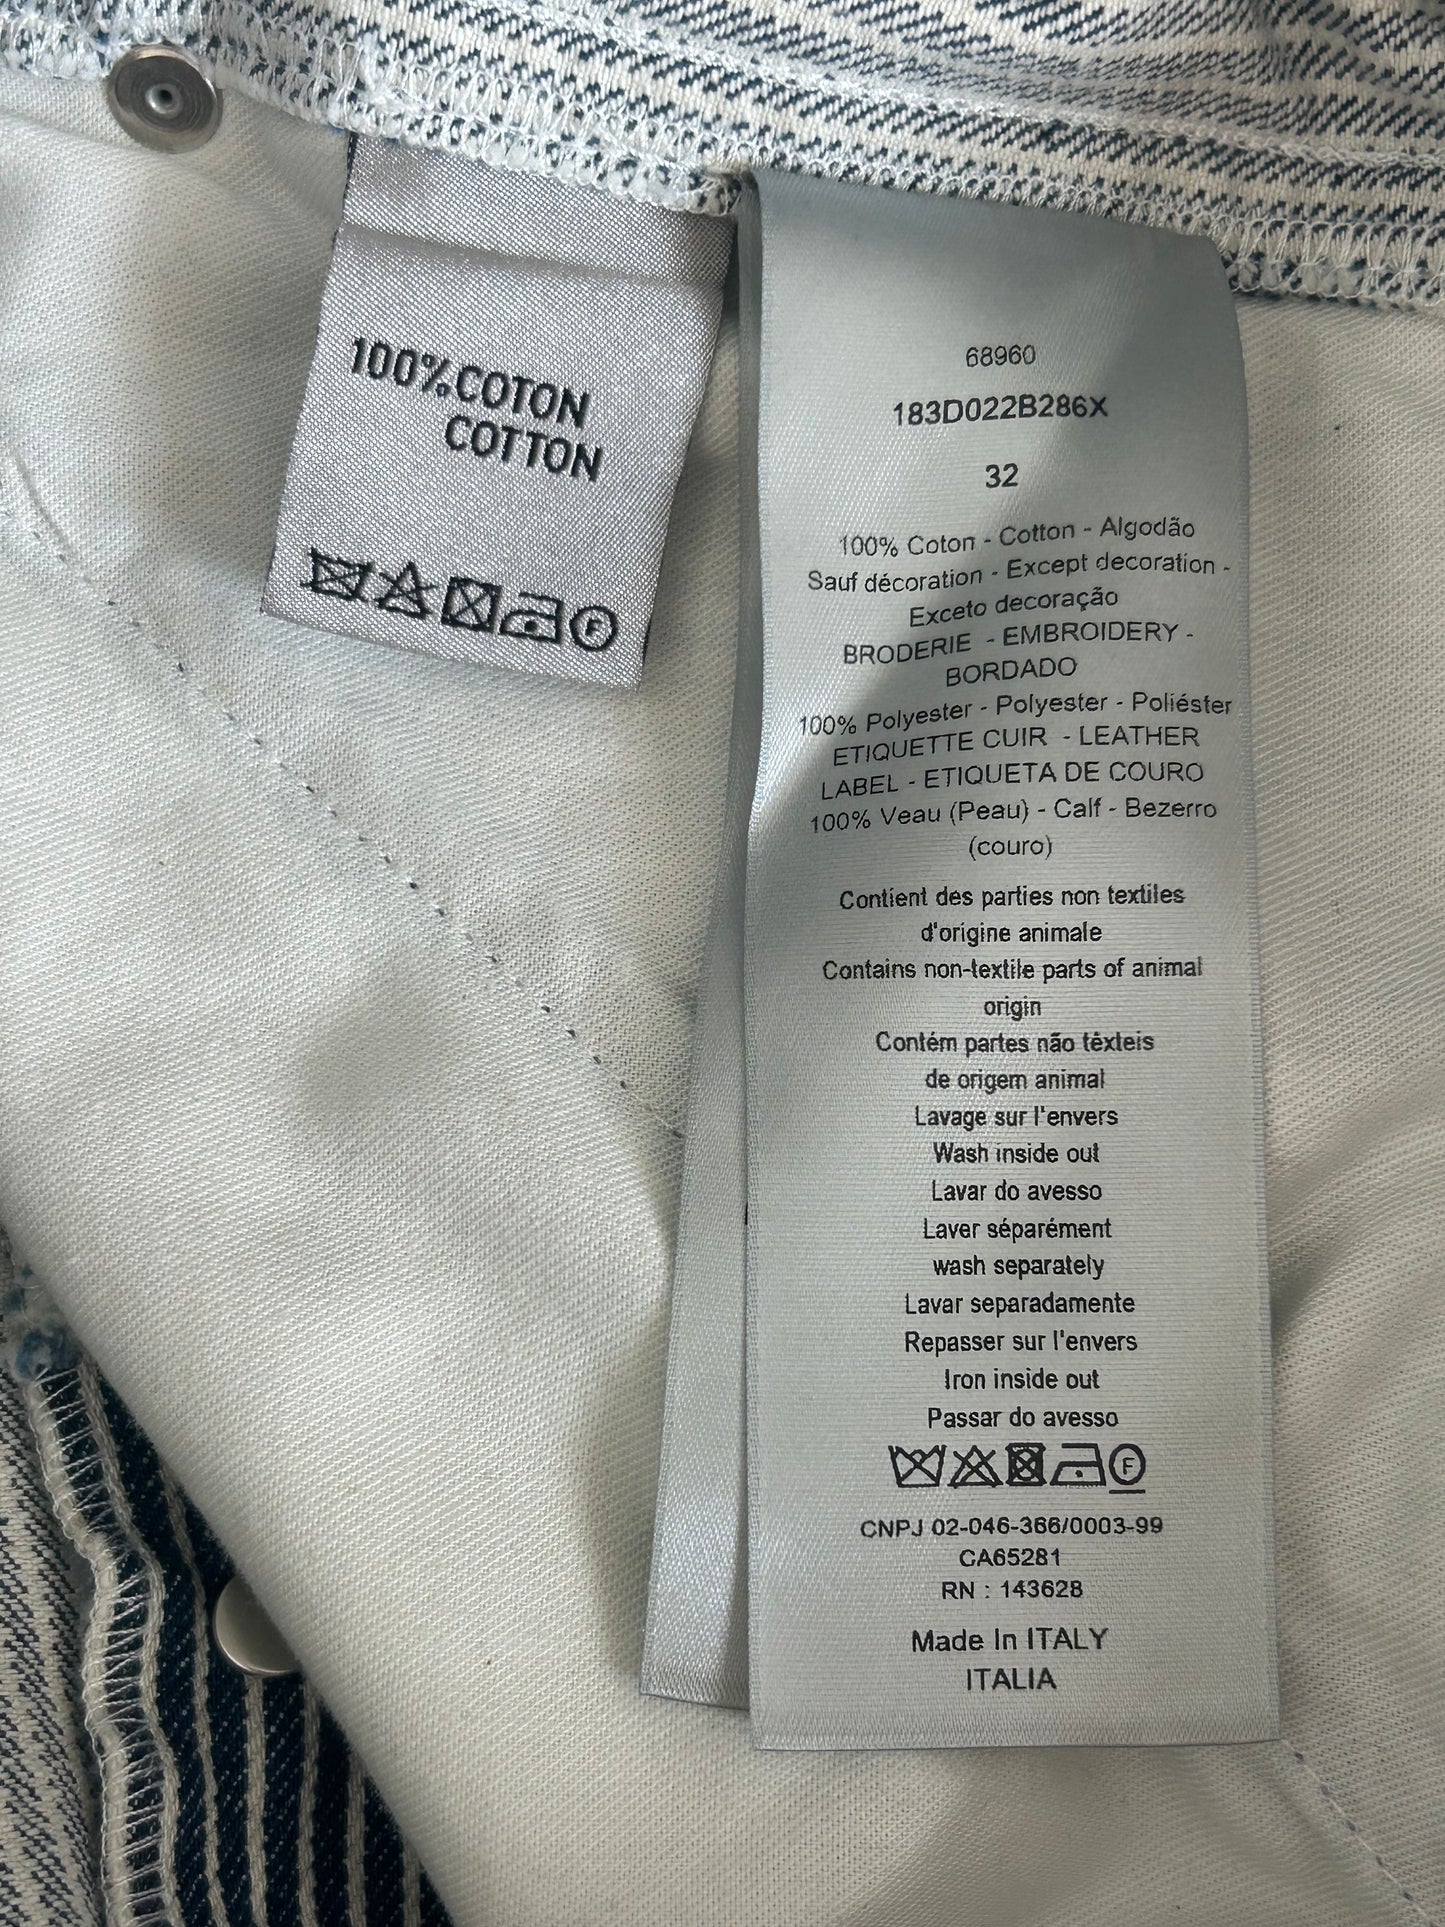 100% COTON
COTTON
F
68960
183D022B286X
32
100% Coton - Cotton - Algodão
Sauf décoration - Except decoration -
Exceto decoração
BRODERIE - EMBROIDERY -
BORDADO
100% Polyester - Polyester - Poliéster
ETIQUETTE CUIR - LEATHER
LABEL - ETIQUETA DE COURO
100% Veau (Peau) - Calf - Bezerro
(couro)
Contient des parties non textiles
d'origine animale
Contains non-textile parts of animal
origin
Contém partes não têxteis
de origem animal
Lavage sur l'envers
Wash inside out
Lavar do avesso
Laver séparément
wash separately
Lavar separadamente
Repasser sur l'envers
Iron inside out
Passar do avesso
F
CNPJ 02-046-366/0003-99
CA65281
RN : 143628
Made In ITALY
ITALIA